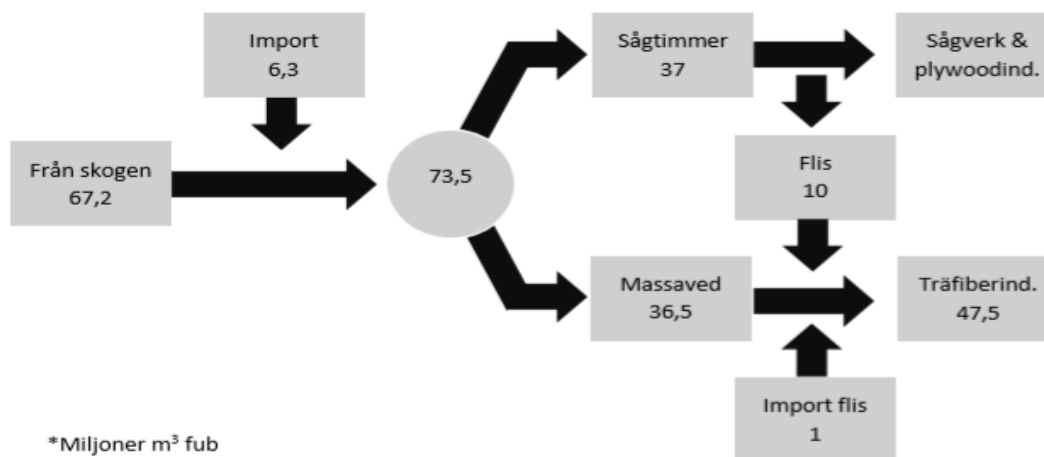 Import
6,3
Från skogen
67,2
73,5
Sågtimmer
37
Sågverk &
plywoodind.
Flis
10
Massaved
36,5
Träfiberind.
47,5
Import flis
1
*Miljoner m³ fub